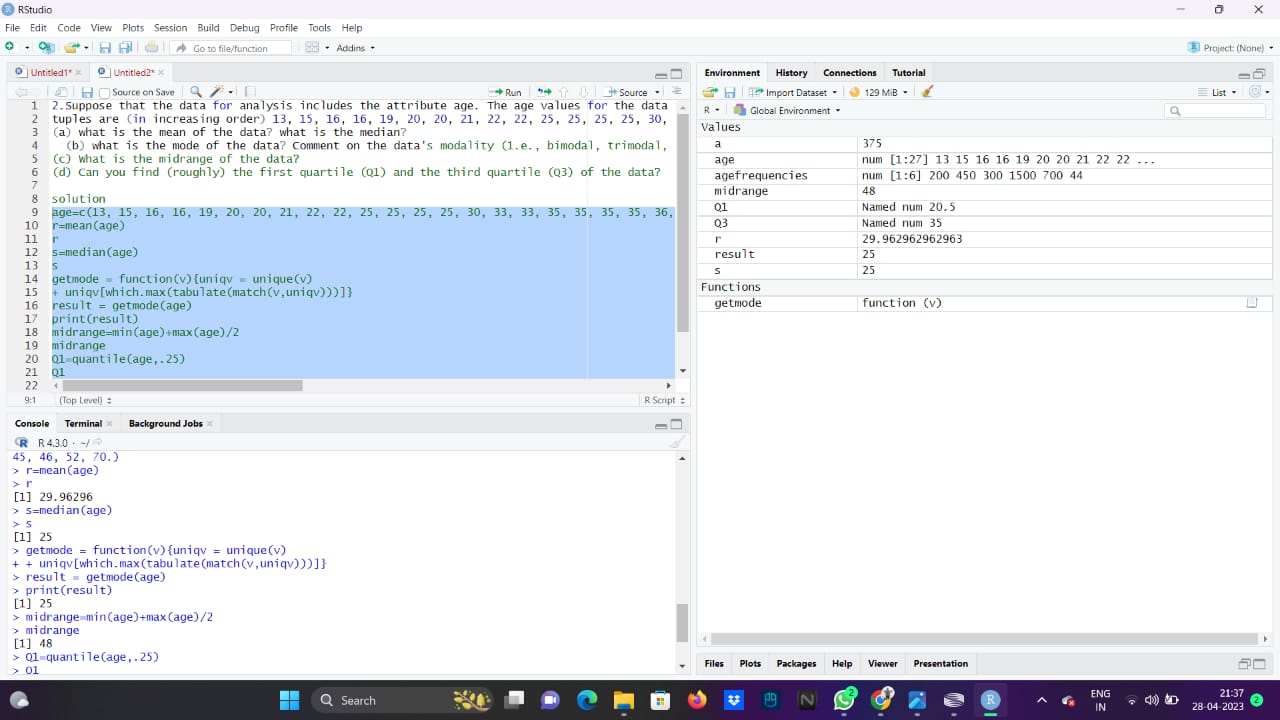 RStudio
File Edit Code View Plots Session Build Debug Profile Tools Help
Go to file/function Addins Project: (None)
Untitled1* Untitled2*
Source on Save Run Source
1 2.Suppose that the data for analysis includes the attribute age. The age values for the data
2 tuples are (in increasing order) 13, 15, 16, 16, 19, 20, 20, 21, 22, 22, 25, 25, 25, 25, 30,
3 (a) what is the mean of the data? what is the median?
4 (b) what is the mode of the data? Comment on the data's modality (1.e., bimodal, trimodal,
5 (c) What is the midrange of the data?
6 (d) Can you find (roughly) the first quartile (Q1) and the third quartile (Q3) of the data?
7
8 solution
9 age=c(13, 15, 16, 16, 19, 20, 20, 21, 22, 22, 25, 25, 25, 25, 30, 33, 33, 35, 35, 35, 35, 36,
10 r=mean(age)
11 r
12 s=median(age)
13 s
14 getmode = function(v){uniqv = unique(v)
15 + uniqv[which.max(tabulate(match(v,uniqv)))]}
16 result = getmode(age)
17 print(result)
18 midrange=min(age)+max(age)/2
19 midrange
20 Q1=quantile(age,.25)
21 Q1
22
9:1 (Top Level) R Script
Console Terminal Background Jobs
R 4.3.0 · ~/
45, 46, 52, 70.)
> r=mean(age)
> r
[1] 29.96296
> s=median(age)
> s
[1] 25
> getmode = function(v){uniqv = unique(v)
+ + uniqv[which.max(tabulate(match(v,uniqv)))]}
> result = getmode(age)
> print(result)
[1] 25
> midrange=min(age)+max(age)/2
> midrange
[1] 48
> Q1=quantile(age,.25)
> Q1
Environment History Connections Tutorial
Import Dataset 129 MiB List
R Global Environment
Values
a 375
age num [1:27] 13 15 16 16 19 20 20 21 22 22 ...
agefrequencies num [1:6] 200 450 300 1500 700 44
midrange 48
Q1 Named num 20.5
Q3 Named num 35
r 29.962962962963
result 25
s 25
Functions
getmode function (v)
Files Plots Packages Help Viewer Presentation
Search 2 ENG IN 21:37 28-04-2023 2